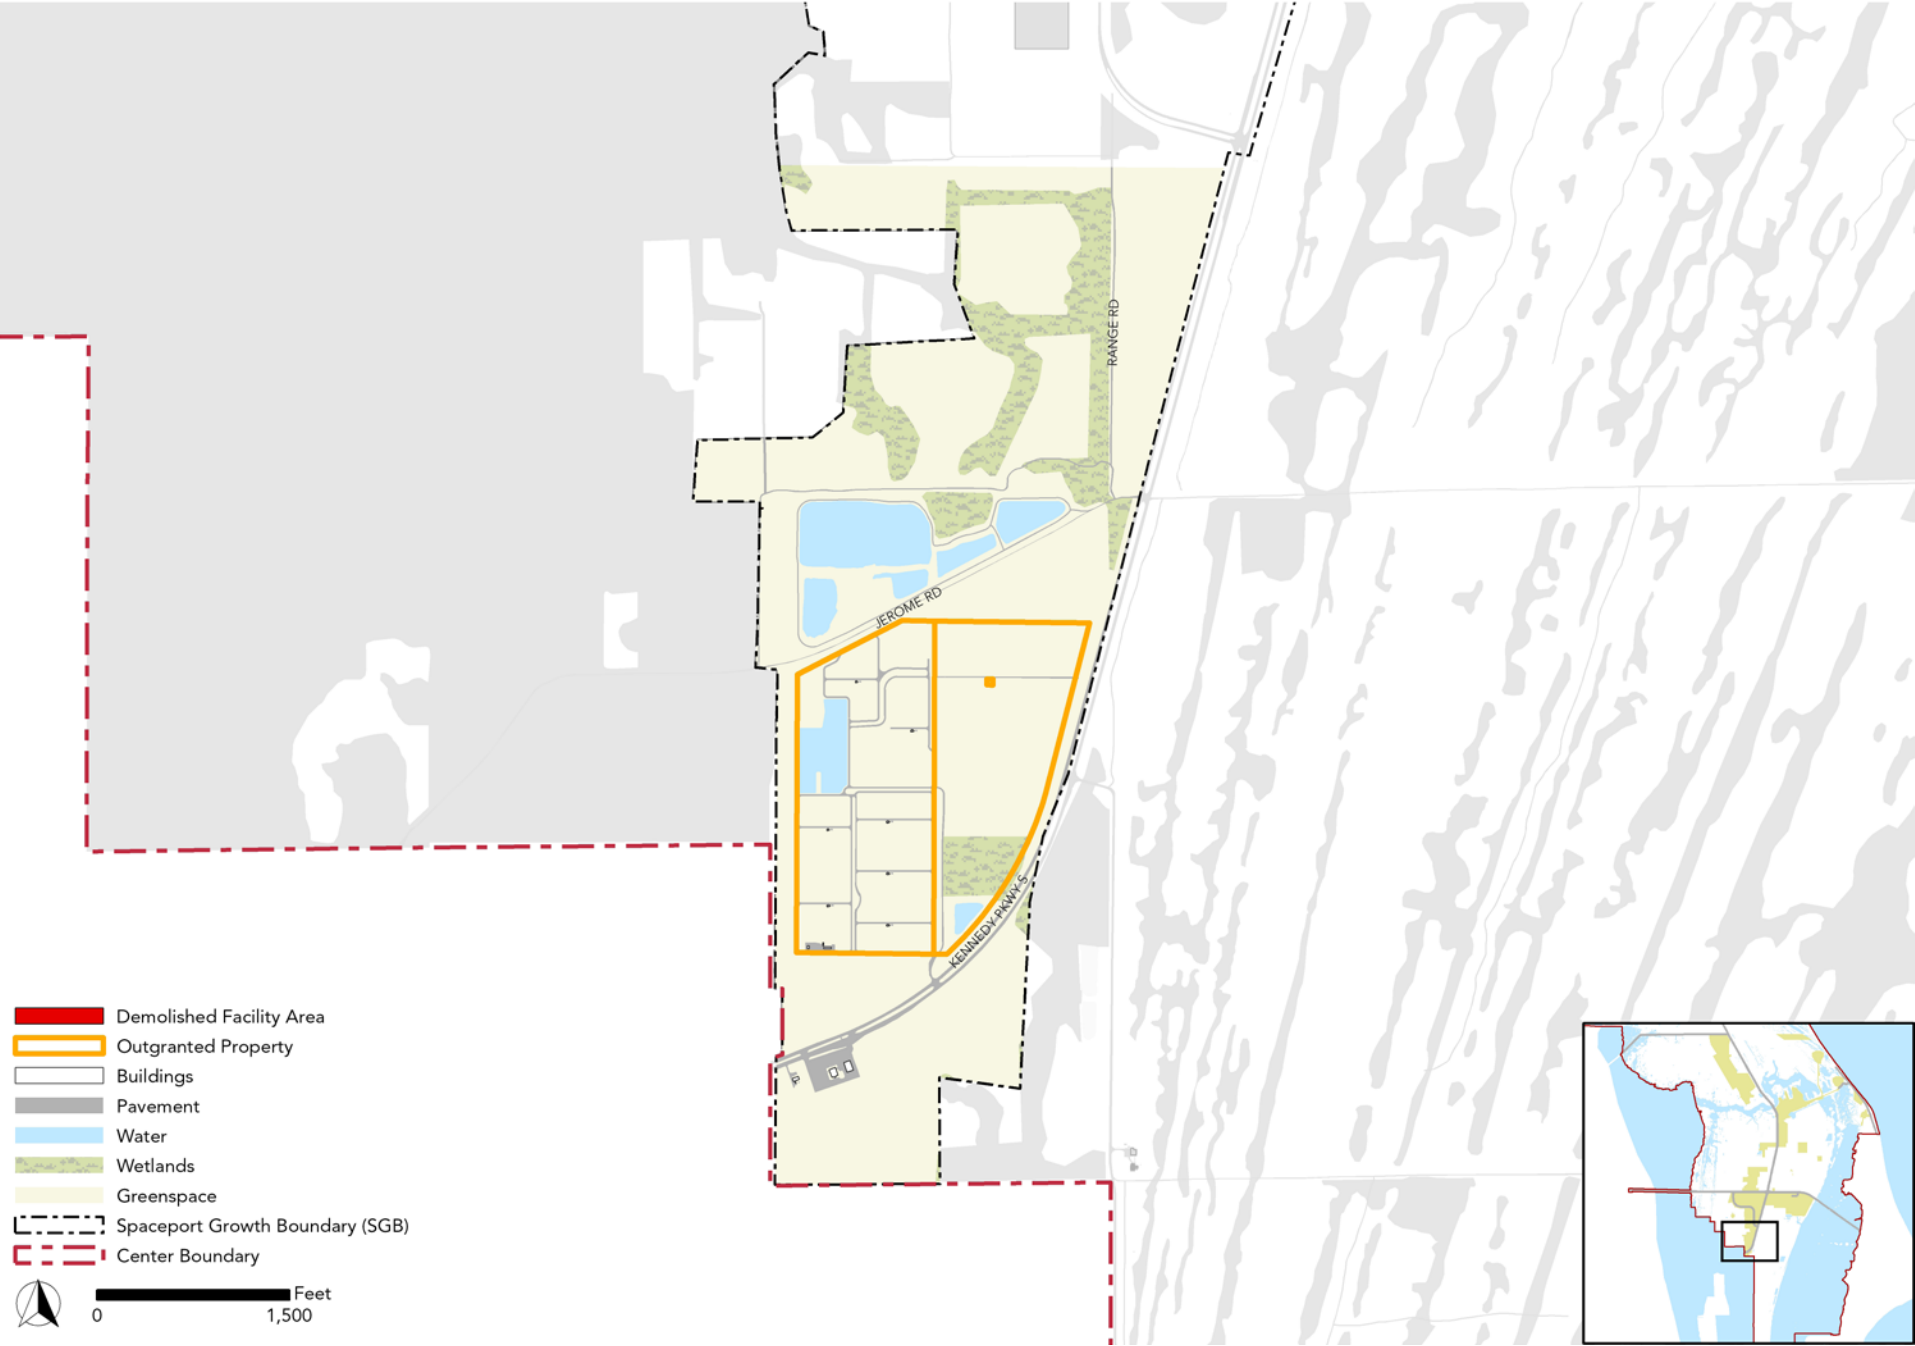 RANGE RD
JEROME RD
KENNEDY PKWY S
Demolished Facility Area
Outgranted Property
Buildings
Pavement
Water
Wetlands
Greenspace
Spaceport Growth Boundary (SGB)
Center Boundary
Feet
0 1,500